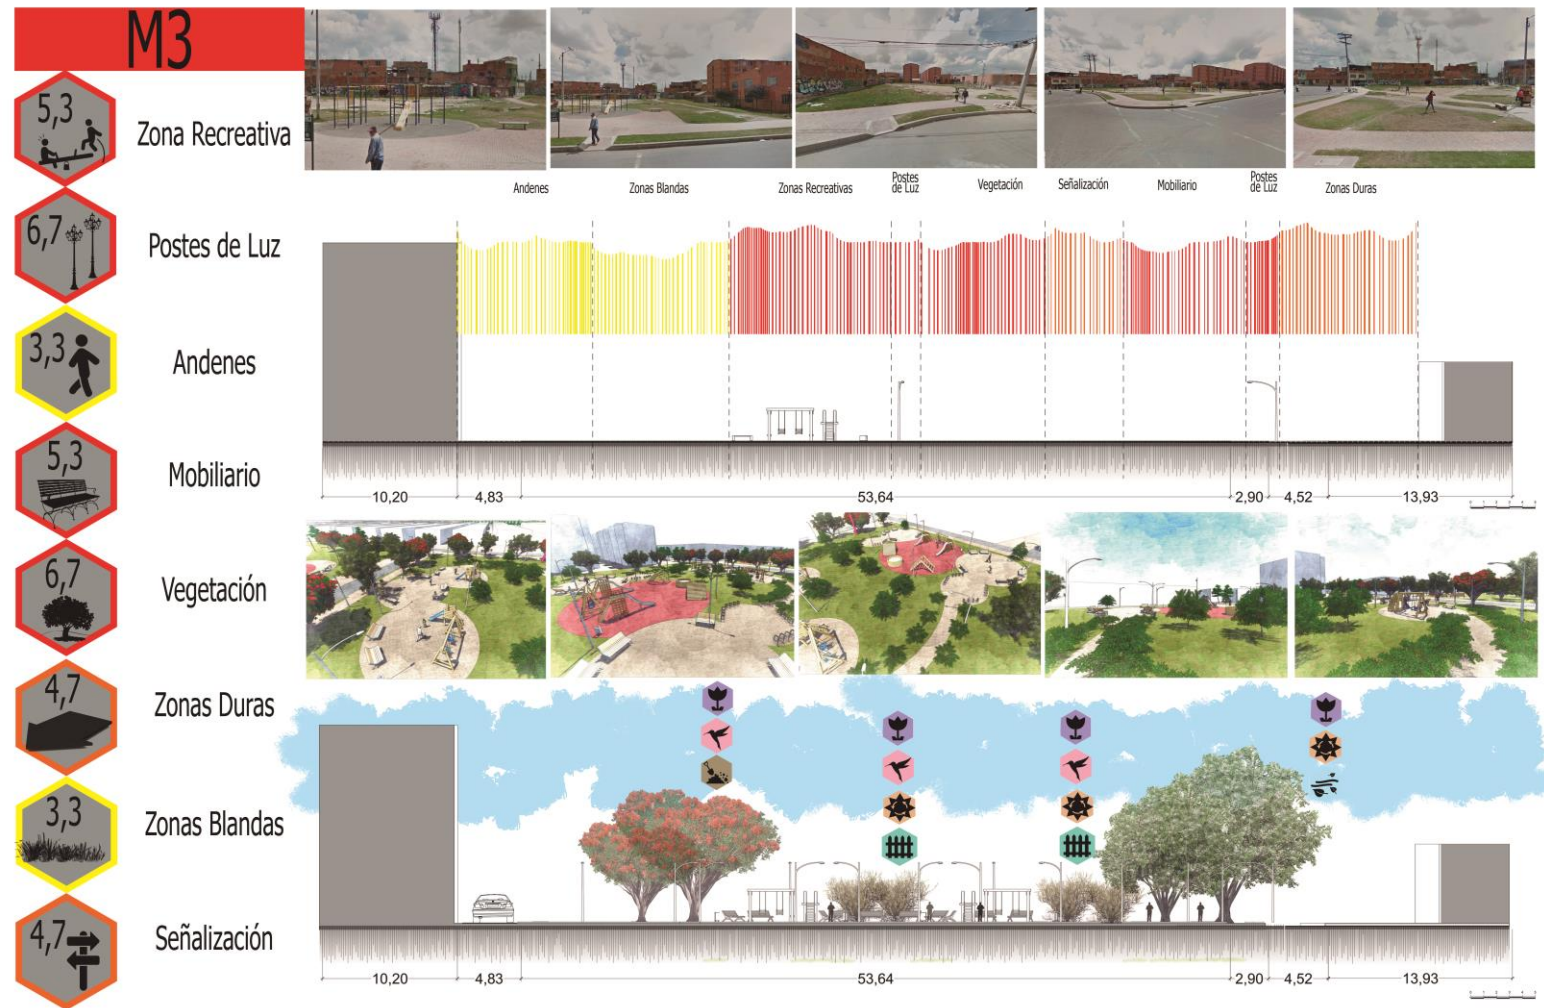 M3
5,3
Zona Recreativa
6,7
Postes de Luz
3,3
Andenes
5,3
Mobiliario
6,7
Vegetación
4,7
Zonas Duras
3,3
Zonas Blandas
4,7
Señalización
Andenes
Zonas Blandas
Zonas Recreativas
Postes
de Luz
Vegetación
Señalización
Mobiliario
Postes
de Luz
Zonas Duras
10,20
4,83
53,64
2,90
4,52
13,93
10,20
4,83
53,64
2,90
4,52
13,93